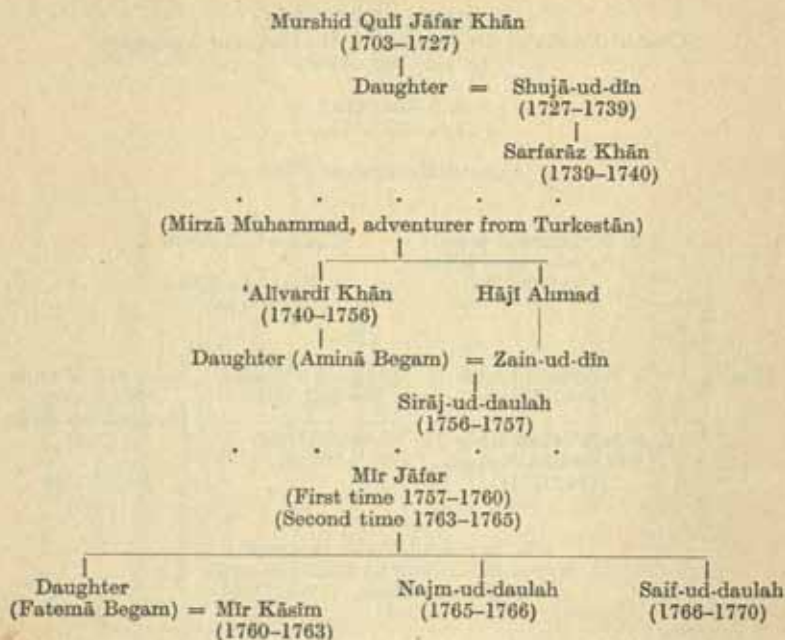 Murshid Qulī Jāfar Khān
(1703–1727)
Daughter = Shujā-ud-dīn
(1727–1739)
Sarfarāz Khān
(1739–1740)
. . . . .
(Mirzā Muhammad, adventurer from Turkestān)
‘Alīvardī Khān Hājī Ahmad
(1740–1756)
Daughter (Aminā Begam) = Zain-ud-dīn
Sirāj-ud-daulah
(1756–1757)
. . . . .
Mīr Jāfar
(First time 1757–1760)
(Second time 1763–1765)
Daughter Najm-ud-daulah Saif-ud-daulah
(Fatemā Begam) = Mīr Kāsīm (1765–1766) (1766–1770)
(1760–1763)